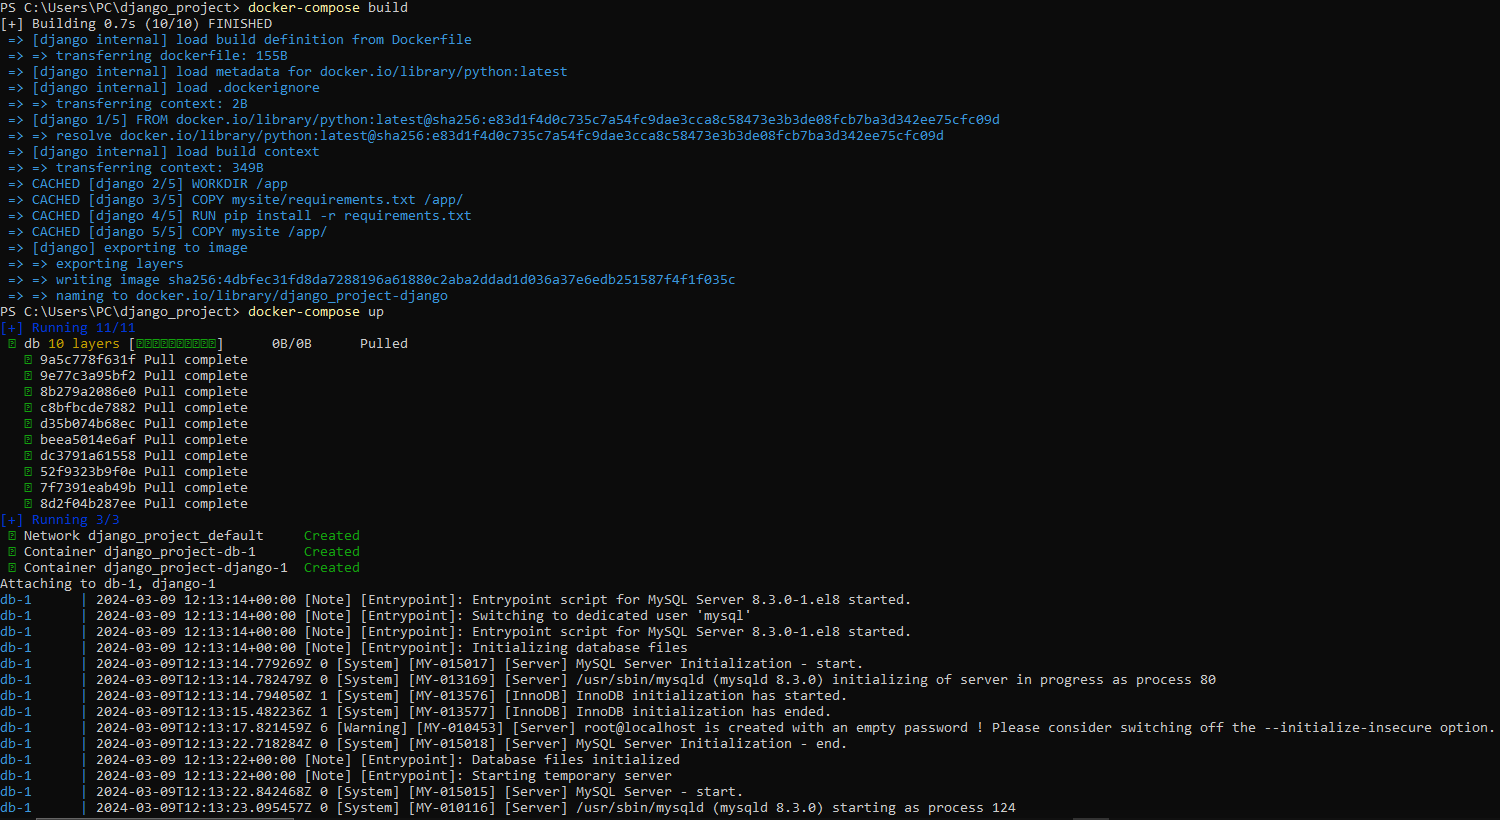 PS C:\Users\PC\django_project> docker-compose build
[+] Building 0.7s (10/10) FINISHED
=> [django internal] load build definition from Dockerfile
=> => transferring dockerfile: 155B
=> [django internal] load metadata for docker.io/library/python:latest
=> [django internal] load .dockerignore
=> => transferring context: 2B
=> [django 1/5] FROM docker.io/library/python:latest@sha256:e83d1f4d0c735c7a54fc9dae3cca8c58473e3b3de08fcb7ba3d342ee75cfc09d
=> => resolve docker.io/library/python:latest@sha256:e83d1f4d0c735c7a54fc9dae3cca8c58473e3b3de08fcb7ba3d342ee75cfc09d
=> [django internal] load build context
=> => transferring context: 349B
=> CACHED [django 2/5] WORKDIR /app
=> CACHED [django 3/5] COPY mysite/requirements.txt /app/
=> CACHED [django 4/5] RUN pip install -r requirements.txt
=> CACHED [django 5/5] COPY mysite /app/
=> [django] exporting to image
=> => exporting layers
=> => writing image sha256:4dbfec31fd8da7288196a61880c2aba2ddad1d036a37e6edb251587f4f1f035c
=> => naming to docker.io/library/django_project-django
PS C:\Users\PC\django_project> docker-compose up
[+] Running 11/11
db 10 layers [] 0B/0B Pulled
9a5c778f631f Pull complete
9e77c3a95bf2 Pull complete
8b279a2086e0 Pull complete
c8bfbcde7882 Pull complete
d35b074b68ec Pull complete
beea5014e6af Pull complete
dc3791a61558 Pull complete
52f9323b9f0e Pull complete
7f7391eab49b Pull complete
8d2f04b287ee Pull complete
[+] Running 3/3
Network django_project_default Created
Container django_project-db-1 Created
Container django_project-django-1 Created
Attaching to db-1, django-1
db-1 | 2024-03-09 12:13:14+00:00 [Note] [Entrypoint]: Entrypoint script for MySQL Server 8.3.0-1.el8 started.
db-1 | 2024-03-09 12:13:14+00:00 [Note] [Entrypoint]: Switching to dedicated user 'mysql'
db-1 | 2024-03-09 12:13:14+00:00 [Note] [Entrypoint]: Entrypoint script for MySQL Server 8.3.0-1.el8 started.
db-1 | 2024-03-09 12:13:14+00:00 [Note] [Entrypoint]: Initializing database files
db-1 | 2024-03-09T12:13:14.779269Z 0 [System] [MY-015017] [Server] MySQL Server Initialization - start.
db-1 | 2024-03-09T12:13:14.782479Z 0 [System] [MY-013169] [Server] /usr/sbin/mysqld (mysqld 8.3.0) initializing of server in progress as process 80
db-1 | 2024-03-09T12:13:14.794050Z 1 [System] [MY-013576] [InnoDB] InnoDB initialization has started.
db-1 | 2024-03-09T12:13:15.482236Z 1 [System] [MY-013577] [InnoDB] InnoDB initialization has ended.
db-1 | 2024-03-09T12:13:17.821459Z 6 [Warning] [MY-010453] [Server] root@localhost is created with an empty password ! Please consider switching off the --initialize-insecure option.
db-1 | 2024-03-09T12:13:22.718284Z 0 [System] [MY-015018] [Server] MySQL Server Initialization - end.
db-1 | 2024-03-09 12:13:22+00:00 [Note] [Entrypoint]: Database files initialized
db-1 | 2024-03-09 12:13:22+00:00 [Note] [Entrypoint]: Starting temporary server
db-1 | 2024-03-09T12:13:22.842468Z 0 [System] [MY-015015] [Server] MySQL Server - start.
db-1 | 2024-03-09T12:13:23.095457Z 0 [System] [MY-010116] [Server] /usr/sbin/mysqld (mysqld 8.3.0) starting as process 124